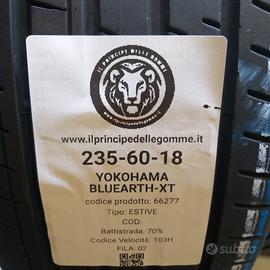 IL PRINCIPE DELLE GOMME
www.ilprincipedellegomme.it
235-60-18
YOKOHAMA
BLUEARTH-XT
codice prodotto: 66277
Tipo: ESTIVE
COD:
Battistrada: 70%
Codice Velocità: 103H
FILA: 02
subito